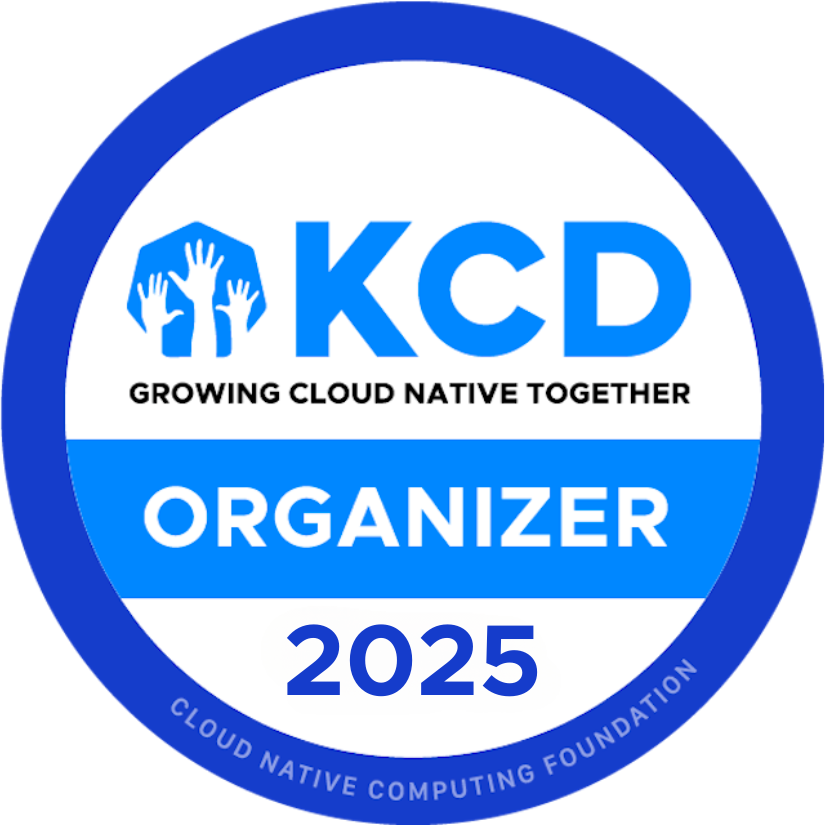 KCD
GROWING CLOUD NATIVE TOGETHER
ORGANIZER
2025
CLOUD NATIVE COMPUTING FOUNDATION